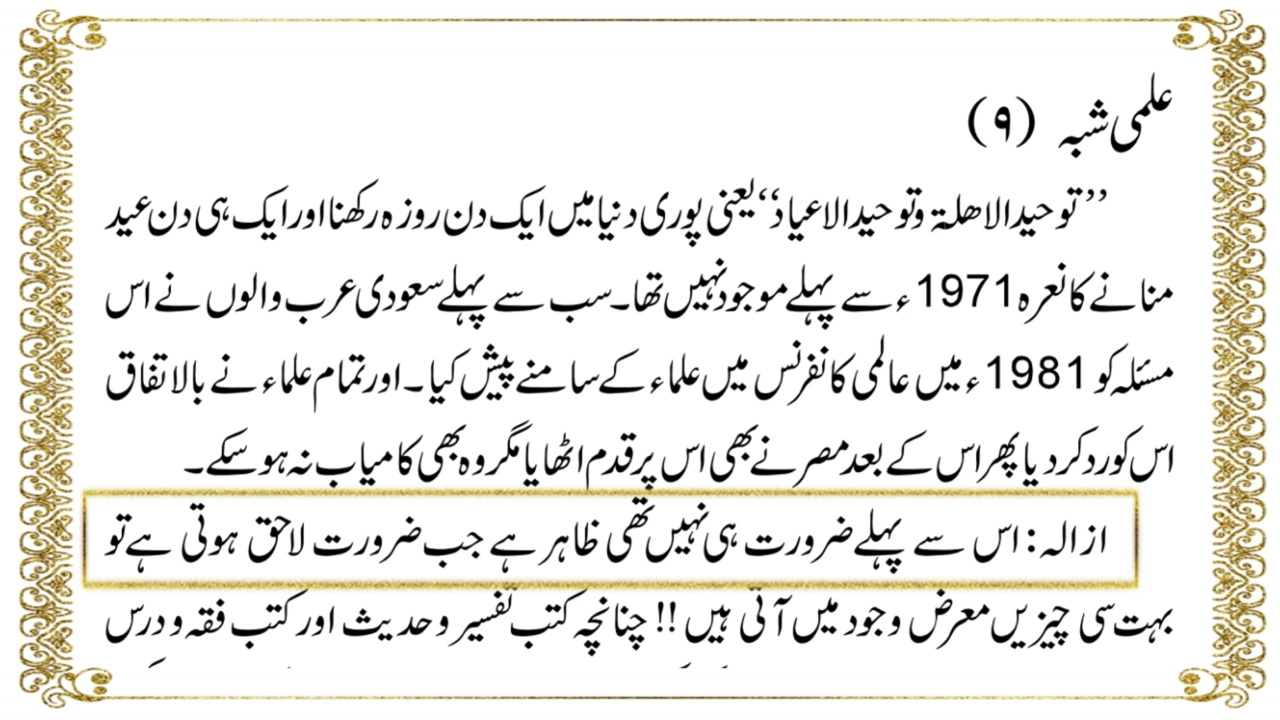 علمی شبہ (۹)
’’توحید الاھلۃ و توحید الاعیاد‘‘ یعنی پوری دنیا میں ایک دن روزہ رکھنا اور ایک ہی دن عید
منانے کا نعرہ 1971ء سے پہلے موجود نہیں تھا۔ سب سے پہلے سعودی عرب والوں نے اس
مسئلہ کو 1981ء میں عالمی کانفرنس میں علماء کے سامنے پیش کیا۔ اور تمام علماء نے بالاتفاق
اس کو رد کر دیا پھر اس کے بعد مصر نے بھی اس پر قدم اٹھایا مگر وہ بھی کامیاب نہ ہو سکے۔
ازالہ: اس سے پہلے ضرورت ہی نہیں تھی ظاہر ہے جب ضرورت لاحق ہوتی ہے تو
بہت سی چیزیں معرض وجود میں آتی ہیں!! چنانچہ کتب تفسیر و حدیث اور کتب فقہ و درس